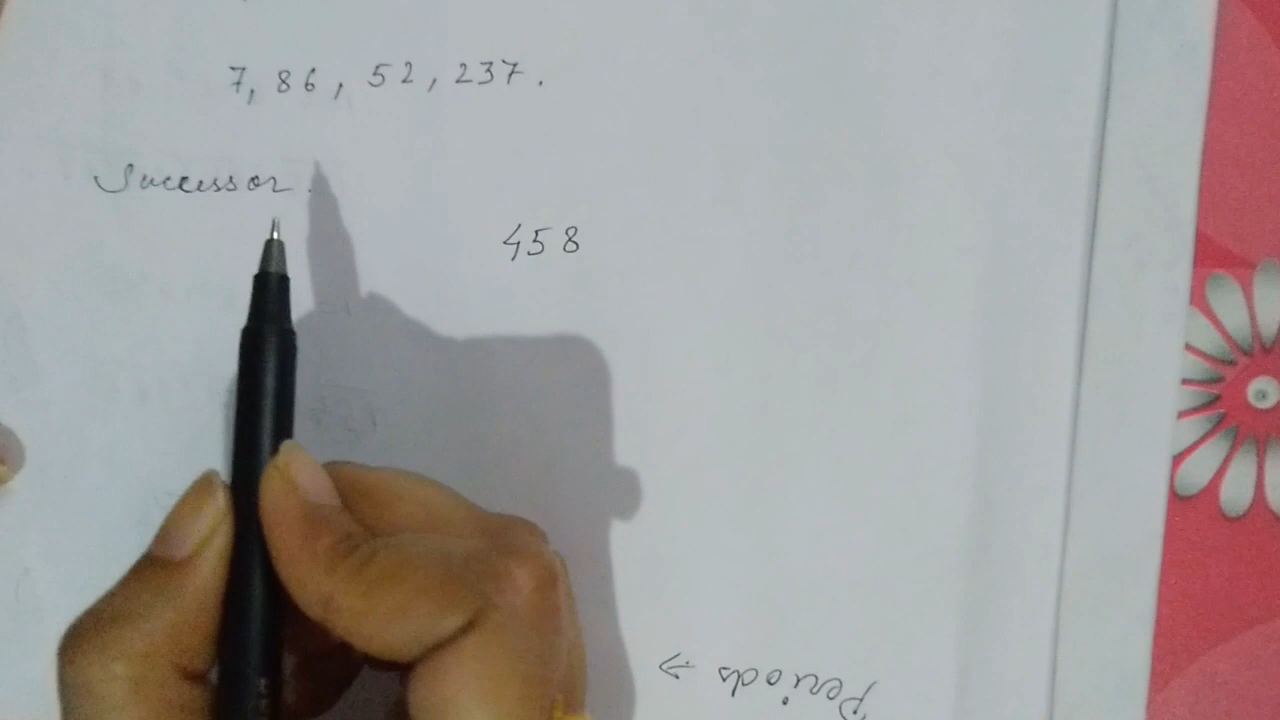 7, 86, 52, 237.
Successor.
458
Periods →